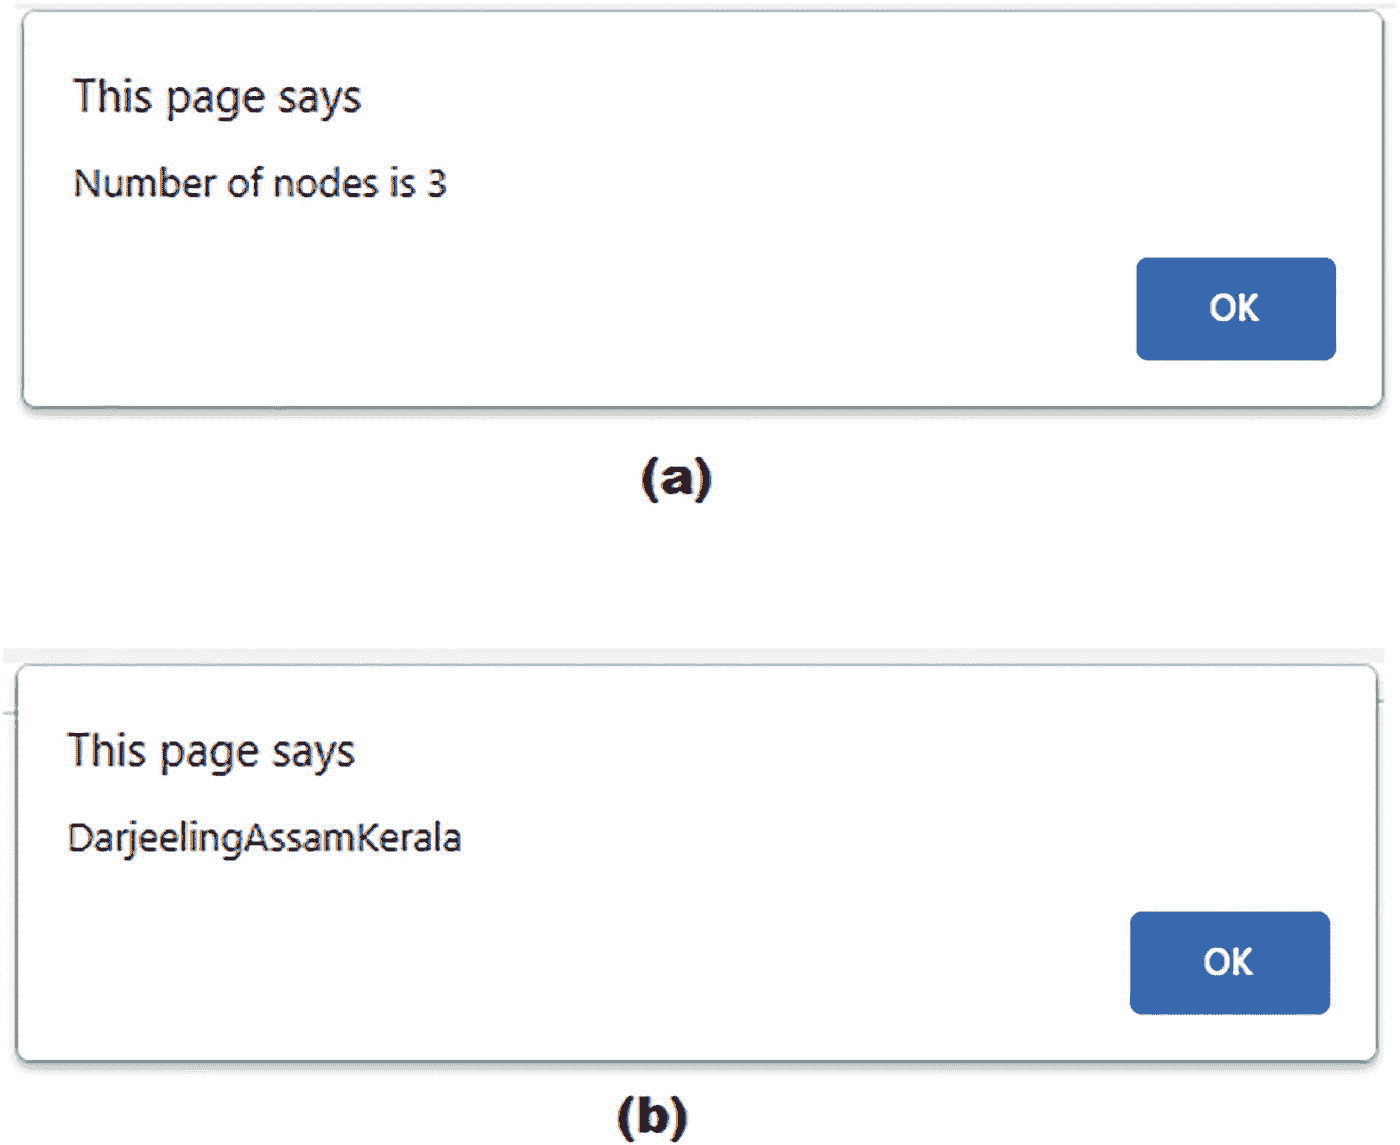 This page says
Number of nodes is 3
OK
(a)
This page says
DarjeelingAssamKerala
OK
(b)